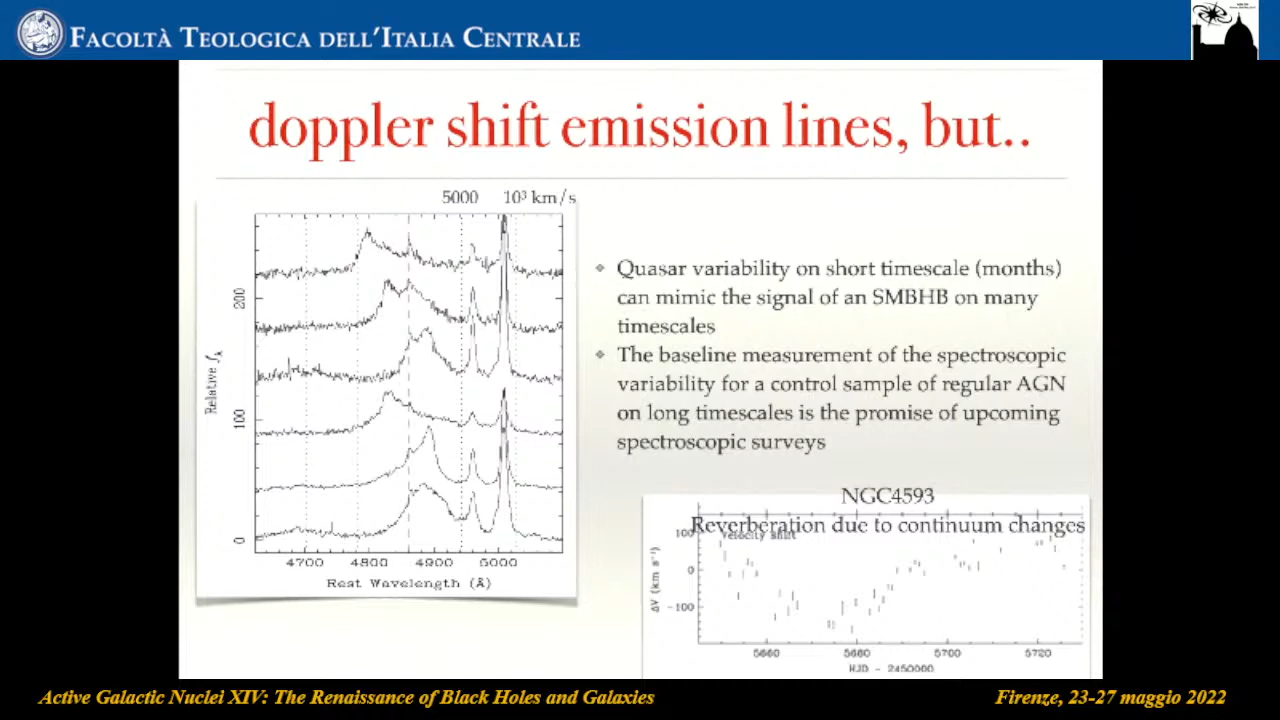 FACOLTÀ TEOLOGICA DELL'ITALIA CENTRALE
doppler shift emission lines, but..
5000 10³ km/s
Relative fλ
200
100
0
4700 4800 4900 5000
Rest Wavelength (Å)
❖ Quasar variability on short timescale (months)
can mimic the signal of an SMBHB on many
timescales
❖ The baseline measurement of the spectroscopic
variability for a control sample of regular AGN
on long timescales is the promise of upcoming
spectroscopic surveys
NGC4593
Reverberation due to continuum changes
Velocity shift
ΔV (km s⁻¹)
100
0
-100
5660 5680 5700 5720
HJD - 2450000
Active Galactic Nuclei XIV: The Renaissance of Black Holes and Galaxies
Firenze, 23-27 maggio 2022